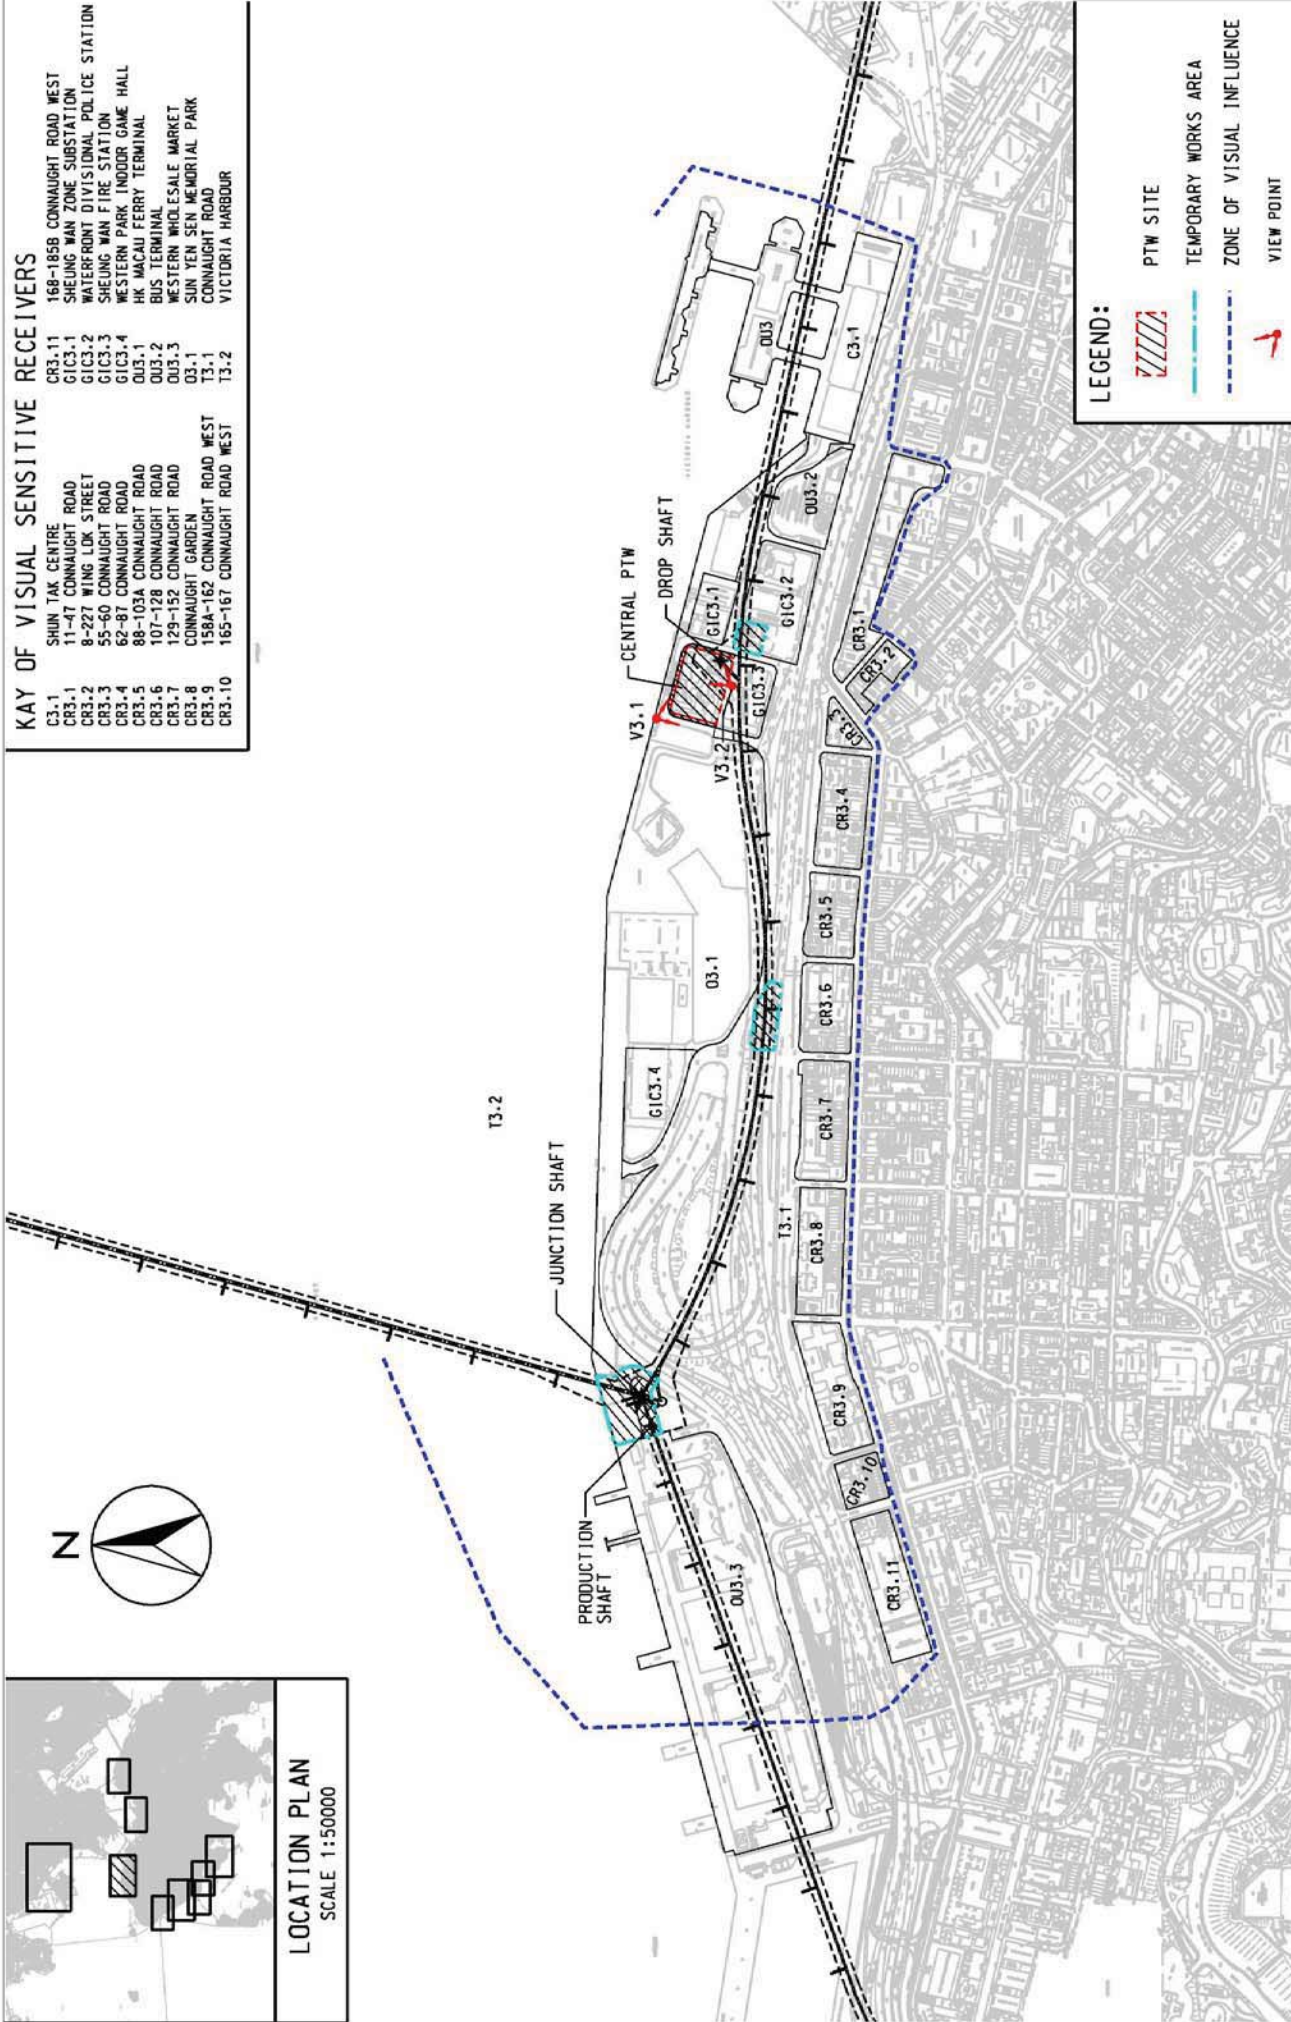 KAY OF VISUAL SENSITIVE RECEIVERS
C3.1 SHUN TAK CENTRE
CR3.1 11-47 CONNAUGHT ROAD
CR3.2 8-227 WING LOK STREET
CR3.3 55-60 CONNAUGHT ROAD
CR3.4 62-87 CONNAUGHT ROAD
CR3.5 88-103A CONNAUGHT ROAD
CR3.6 107-128 CONNAUGHT ROAD
CR3.7 129-152 CONNAUGHT ROAD
CR3.8 CONNAUGHT GARDEN
CR3.9 158A-162 CONNAUGHT ROAD WEST
CR3.10 165-167 CONNAUGHT ROAD WEST
CR3.11 168-185B CONNAUGHT ROAD WEST
GIC3.1 SHEUNG WAN ZONE SUBSTATION
GIC3.2 WATERFRONT DIVISIONAL POLICE STATION
GIC3.3 SHEUNG WAN FIRE STATION
GIC3.4 WESTERN PARK INDOOR GAME HALL
OU3.1 HK MACAU FERRY TERMINAL
OU3.2 BUS TERMINAL
OU3.3 WESTERN WHOLESALE MARKET
O3.1 SUN YEN SEN MEMORIAL PARK
T3.1 CONNAUGHT ROAD
T3.2 VICTORIA HARBOUR
N
LOCATION PLAN
SCALE 1:50000
T3.2
JUNCTION SHAFT
PRODUCTION
SHAFT
V3.1
CENTRAL PTW
DROP SHAFT
VICTORIA HARBOUR
V3.2
GIC3.1
GIC3.3
GIC3.2
OU3.2
OU3
C3.1
GIC3.4
O3.1
OU3.3
T3.1
CR3.11
CR3.10
CR3.9
CR3.8
CR3.7
CR3.6
CR3.5
CR3.4
CR3.3
CR3.2
CR3.1
LEGEND:
PTW SITE
TEMPORARY WORKS AREA
ZONE OF VISUAL INFLUENCE
VIEW POINT